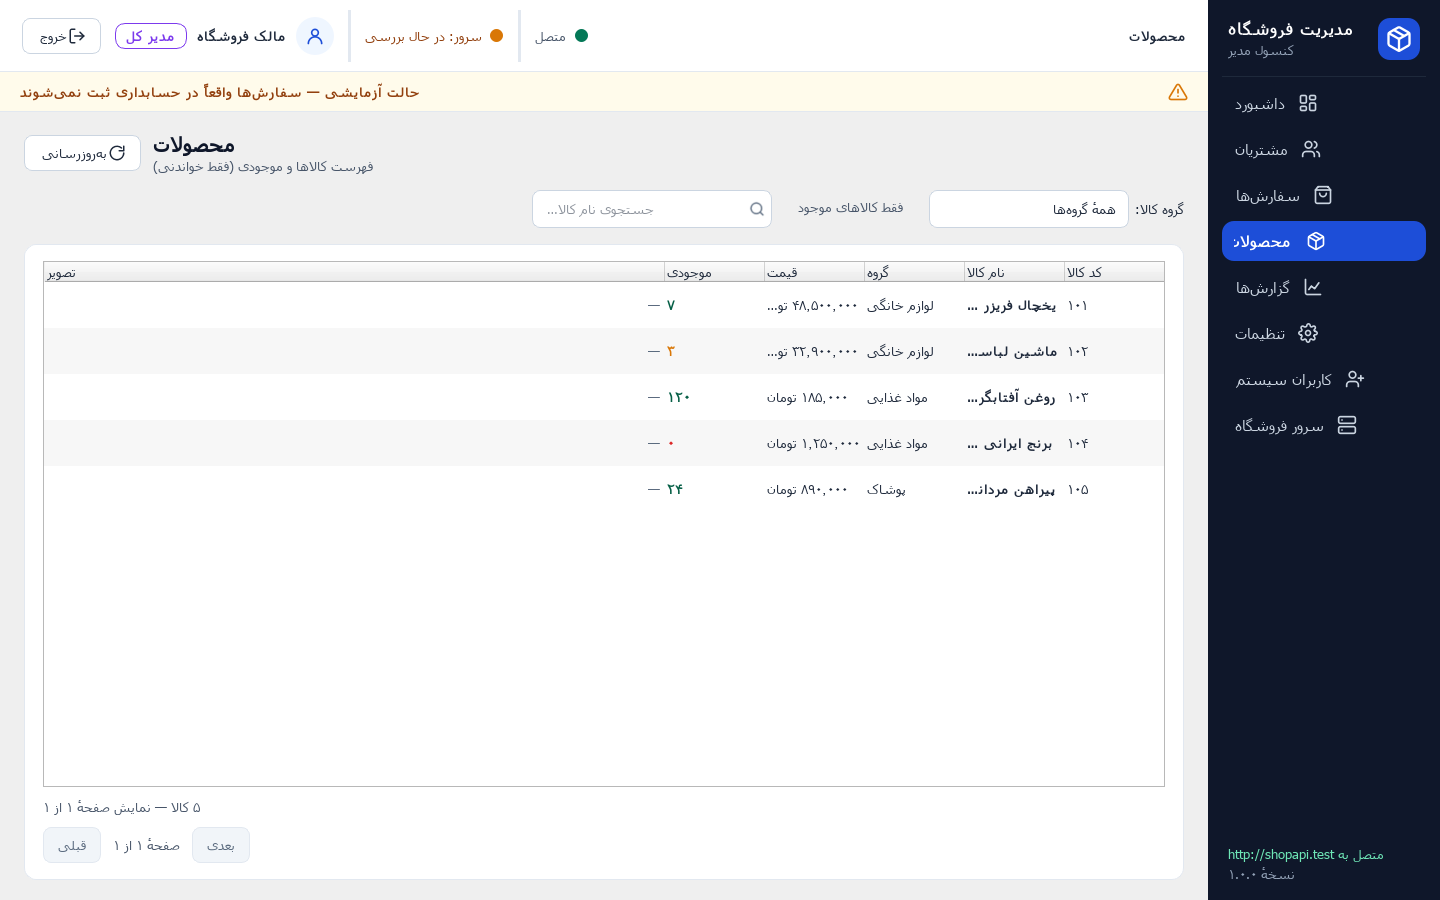 مدیریت فروشگاه
کنسول مدیر
داشبورد
مشتریان
سفارش‌ها
محصولات
گزارش‌ها
تنظیمات
کاربران سیستم
سرور فروشگاه
متصل به http://shopapi.test
نسخهٔ ۱.۰.۰
محصولات
متصل
سرور: در حال بررسی
مالک فروشگاه
مدیر کل
خروج
حالت آزمایشی — سفارش‌ها واقعاً در حسابداری ثبت نمی‌شوند
محصولات
فهرست کالاها و موجودی (فقط خواندنی)
به‌روزرسانی
گروه کالا:
همهٔ گروه‌ها
فقط کالاهای موجود
جستجوی نام کالا...
کد کالا نام کالا گروه قیمت موجودی تصویر
۱۰۱ یخچال فریزر ... لوازم خانگی ۴۸,۵۰۰,۰۰۰ تو... ۷ —
۱۰۲ ماشین لباس... لوازم خانگی ۳۲,۹۰۰,۰۰۰ تو... ۳ —
۱۰۳ روغن آفتابگر... مواد غذایی ۱۸۵,۰۰۰ تومان ۱۲۰ —
۱۰۴ برنج ایرانی ... مواد غذایی ۱,۲۵۰,۰۰۰ تومان ۰ —
۱۰۵ پیراهن مردان... پوشاک ۸۹۰,۰۰۰ تومان ۲۴ —
۵ کالا — نمایش صفحهٔ ۱ از ۱
بعدی
صفحهٔ ۱ از ۱
قبلی